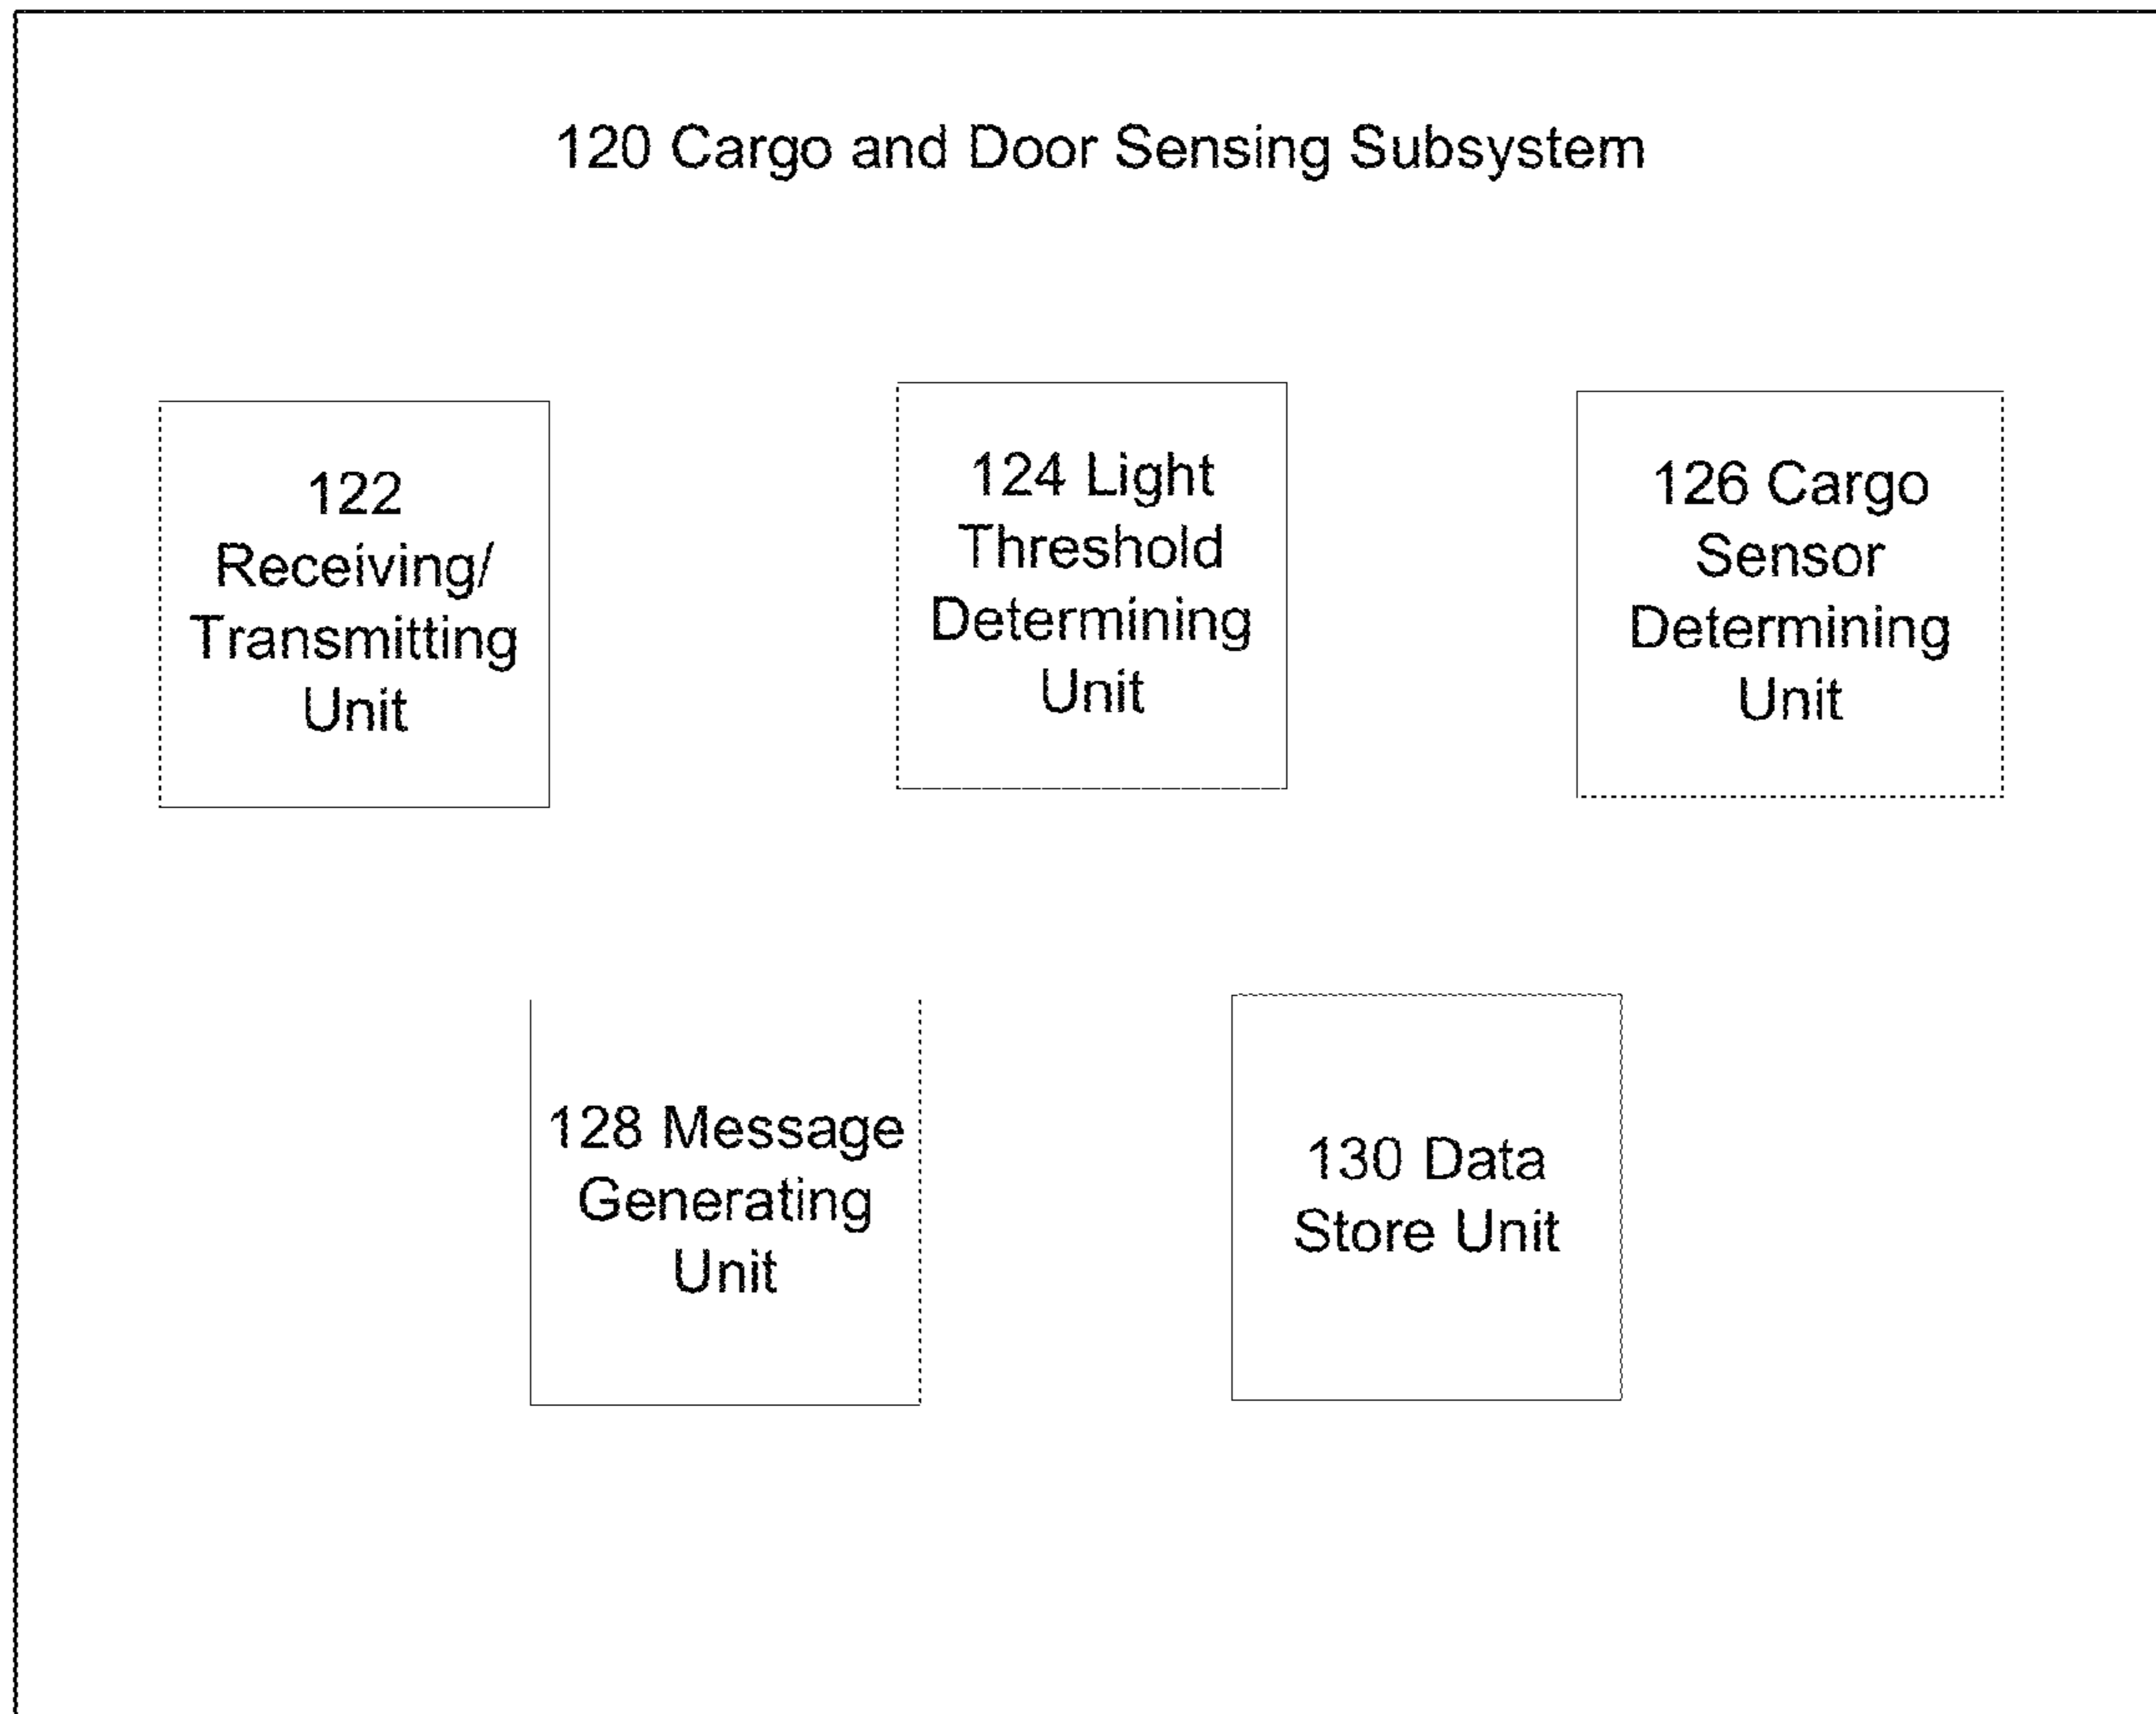 120 Cargo and Door Sensing Subsystem
122
Receiving/
Transmitting
Unit
124 Light
Threshold
Determining
Unit
126 Cargo
Sensor
Determining
Unit
128 Message
Generating
Unit
130 Data
Store Unit